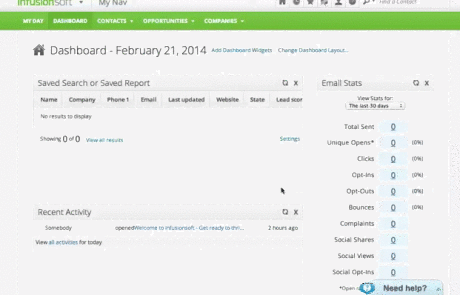 Infusionsoft My Nav Find a Contact
MY DAY DASHBOARD CONTACTS OPPORTUNITIES COMPANIES
Dashboard - February 21, 2014 Add Dashboard Widgets Change Dashboard Layout...
Saved Search or Saved Report X
Name Company Phone 1 Email Last updated Website State Lead scor
No results to display
Showing 0 of 0 View all results Settings
Recent Activity X
Somebody openedWelcome to Infusionsoft - Get ready to thr... 2 hours ago
View all activities for today
Email Stats X
View Stats for:
The last 30 days
Total Sent 0
Unique Opens* 0 (0%)
Clicks 0 (0%)
Opt-Ins 0 (0%)
Opt-Outs 0 (0%)
Bounces 0 (0%)
Complaints 0
Social Shares 0
Social Views 0
Social Opt-Ins 0
*Open
Need help?